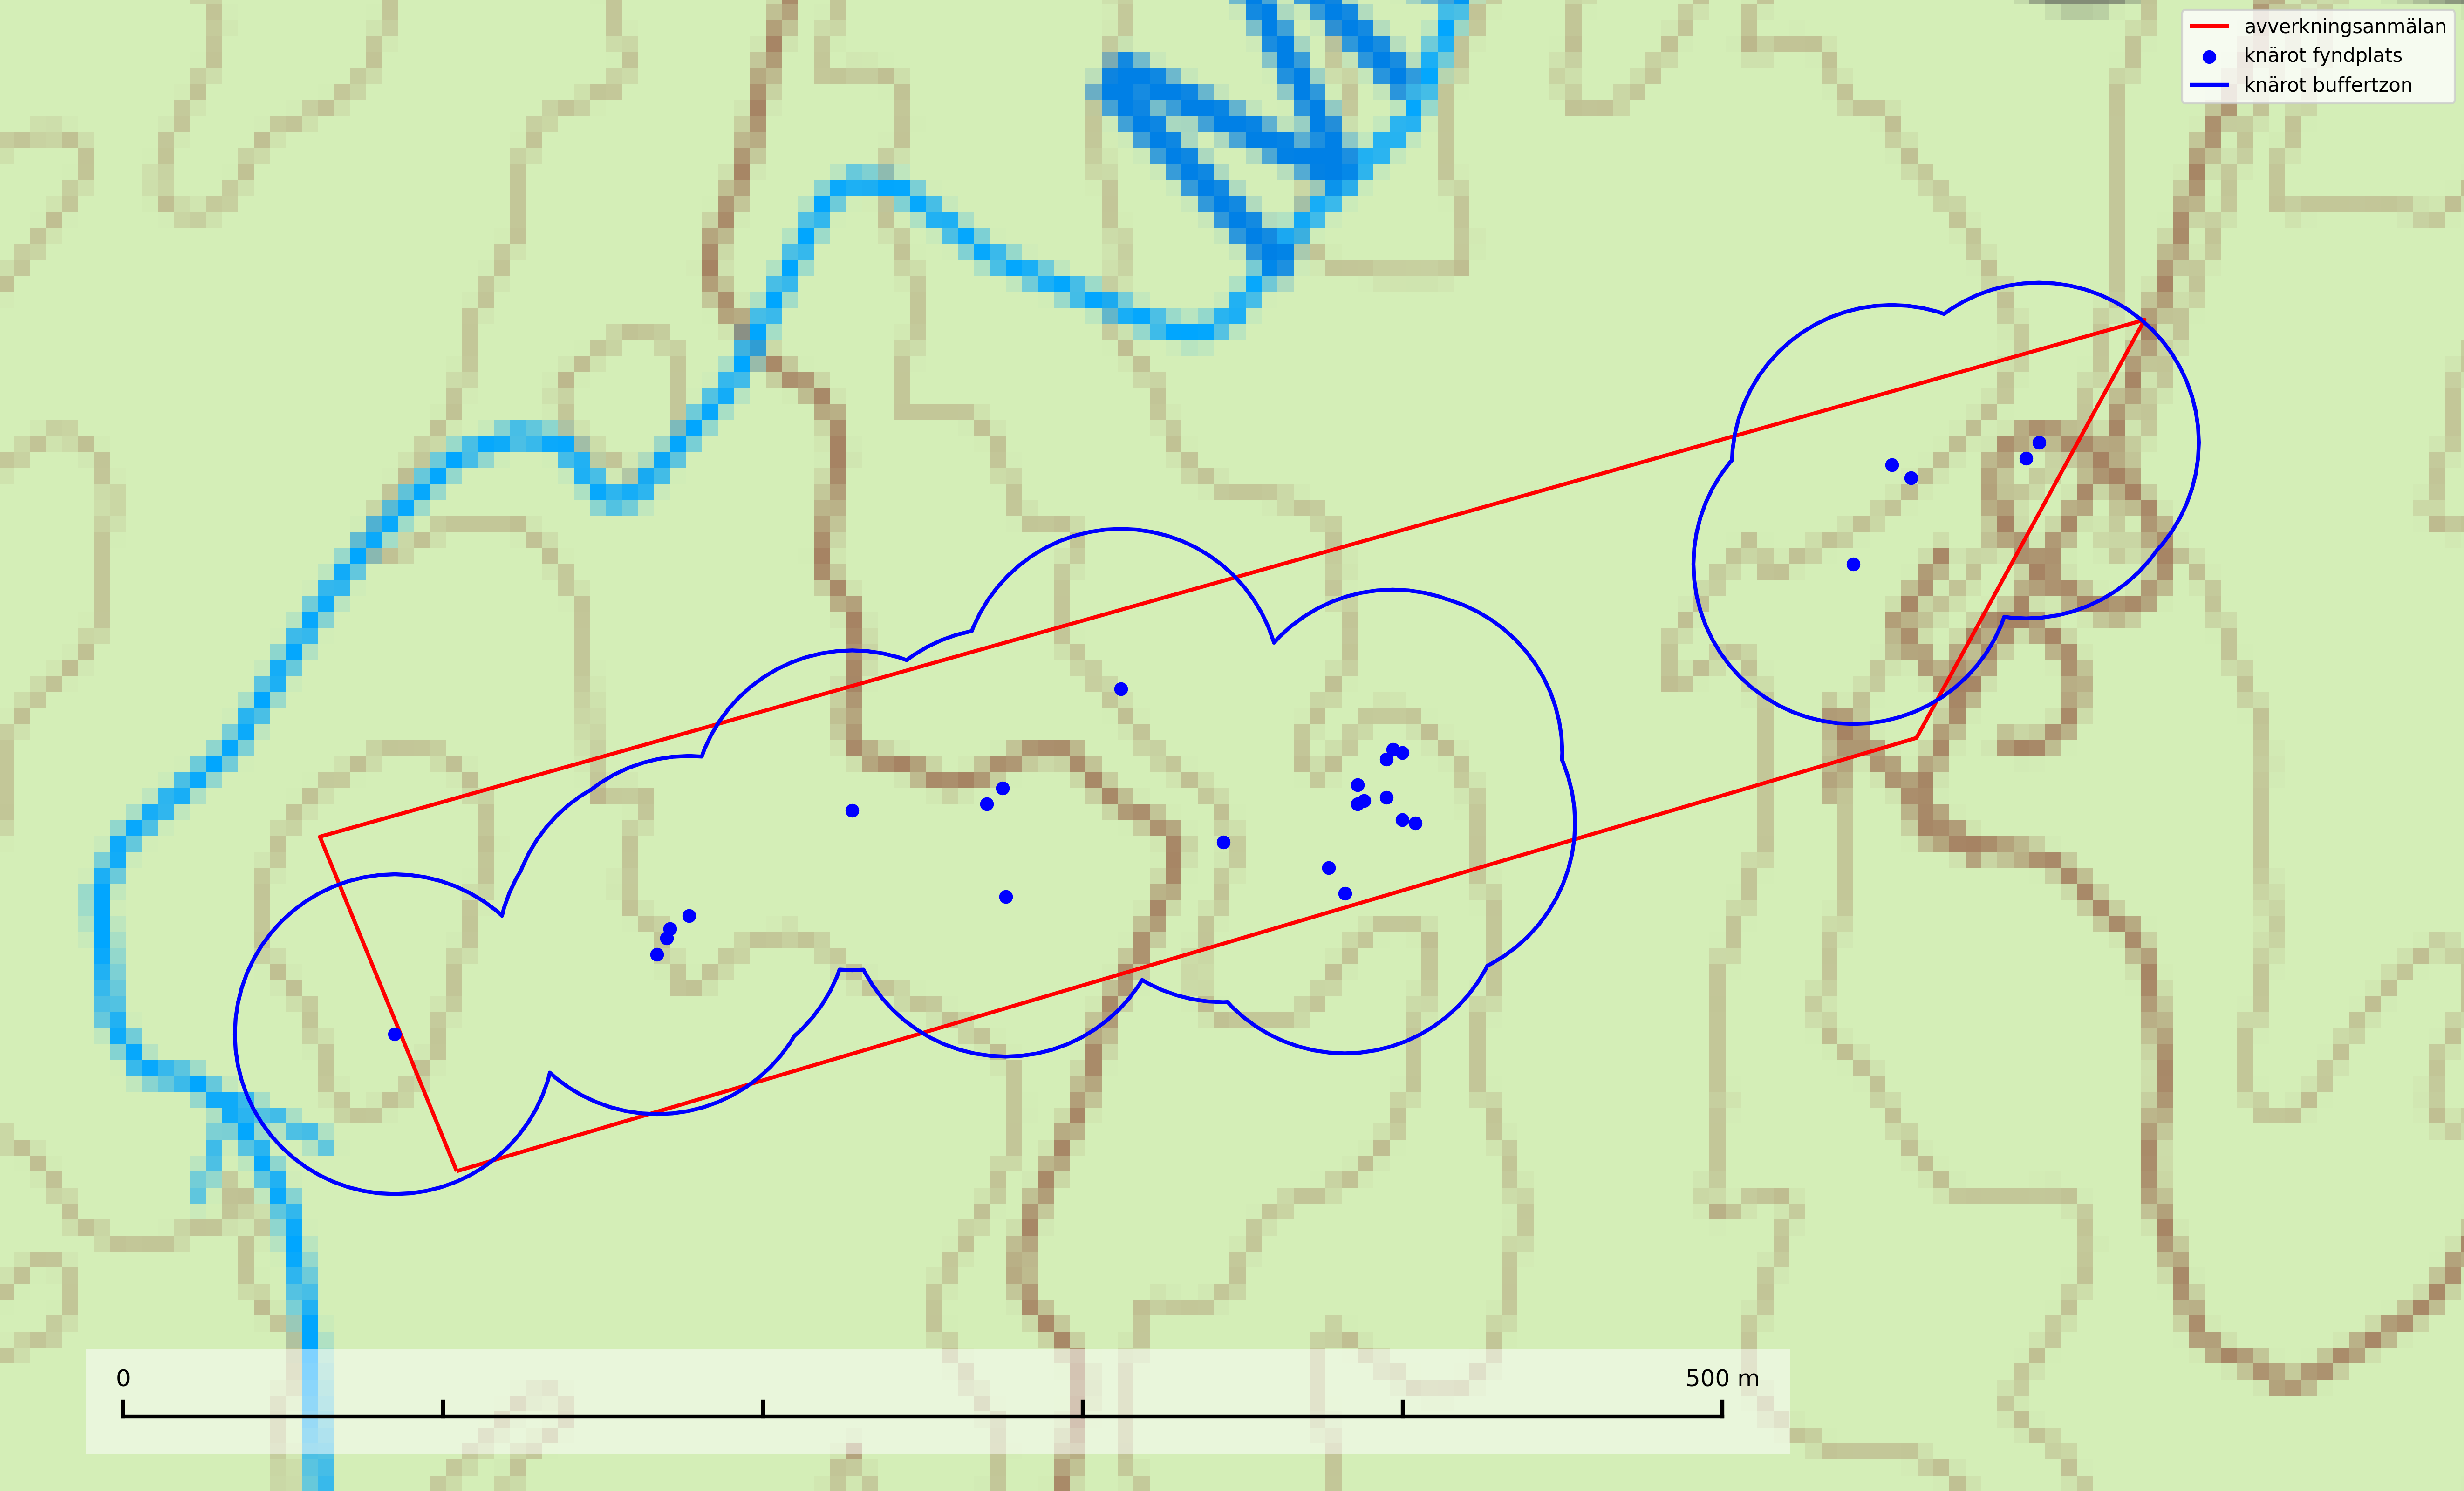 avverkningsanmälan
knärot fyndplats
knärot buffertzon
0
500 m